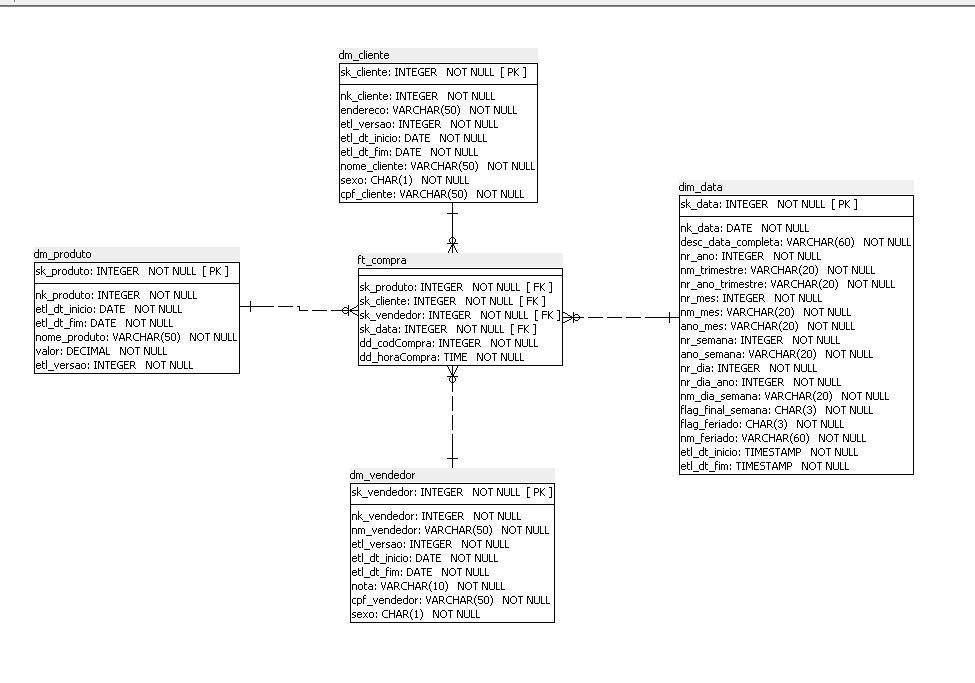 dm_cliente
sk_cliente: INTEGER NOT NULL [ PK ]
nk_cliente: INTEGER NOT NULL
endereco: VARCHAR(50) NOT NULL
etl_versao: INTEGER NOT NULL
etl_dt_inicio: DATE NOT NULL
etl_dt_fim: DATE NOT NULL
nome_cliente: VARCHAR(50) NOT NULL
sexo: CHAR(1) NOT NULL
cpf_cliente: VARCHAR(50) NOT NULL
dm_produto
sk_produto: INTEGER NOT NULL [ PK ]
nk_produto: INTEGER NOT NULL
etl_dt_inicio: DATE NOT NULL
etl_dt_fim: DATE NOT NULL
nome_produto: VARCHAR(50) NOT NULL
valor: DECIMAL NOT NULL
etl_versao: INTEGER NOT NULL
ft_compra
sk_produto: INTEGER NOT NULL [ FK ]
sk_cliente: INTEGER NOT NULL [ FK ]
sk_vendedor: INTEGER NOT NULL [ FK ]
sk_data: INTEGER NOT NULL [ FK ]
dd_codCompra: INTEGER NOT NULL
dd_horaCompra: TIME NOT NULL
dim_data
sk_data: INTEGER NOT NULL [ PK ]
nk_data: DATE NOT NULL
desc_data_completa: VARCHAR(60) NOT NULL
nr_ano: INTEGER NOT NULL
nm_trimestre: VARCHAR(20) NOT NULL
nr_ano_trimestre: VARCHAR(20) NOT NULL
nr_mes: INTEGER NOT NULL
nm_mes: VARCHAR(20) NOT NULL
ano_mes: VARCHAR(20) NOT NULL
nr_semana: INTEGER NOT NULL
ano_semana: VARCHAR(20) NOT NULL
nr_dia: INTEGER NOT NULL
nr_dia_ano: INTEGER NOT NULL
nm_dia_semana: VARCHAR(20) NOT NULL
flag_final_semana: CHAR(3) NOT NULL
flag_feriado: CHAR(3) NOT NULL
nm_feriado: VARCHAR(60) NOT NULL
etl_dt_inicio: TIMESTAMP NOT NULL
etl_dt_fim: TIMESTAMP NOT NULL
dm_vendedor
sk_vendedor: INTEGER NOT NULL [ PK ]
nk_vendedor: INTEGER NOT NULL
nm_vendedor: VARCHAR(50) NOT NULL
etl_versao: INTEGER NOT NULL
etl_dt_inicio: DATE NOT NULL
etl_dt_fim: DATE NOT NULL
nota: VARCHAR(10) NOT NULL
cpf_vendedor: VARCHAR(50) NOT NULL
sexo: CHAR(1) NOT NULL